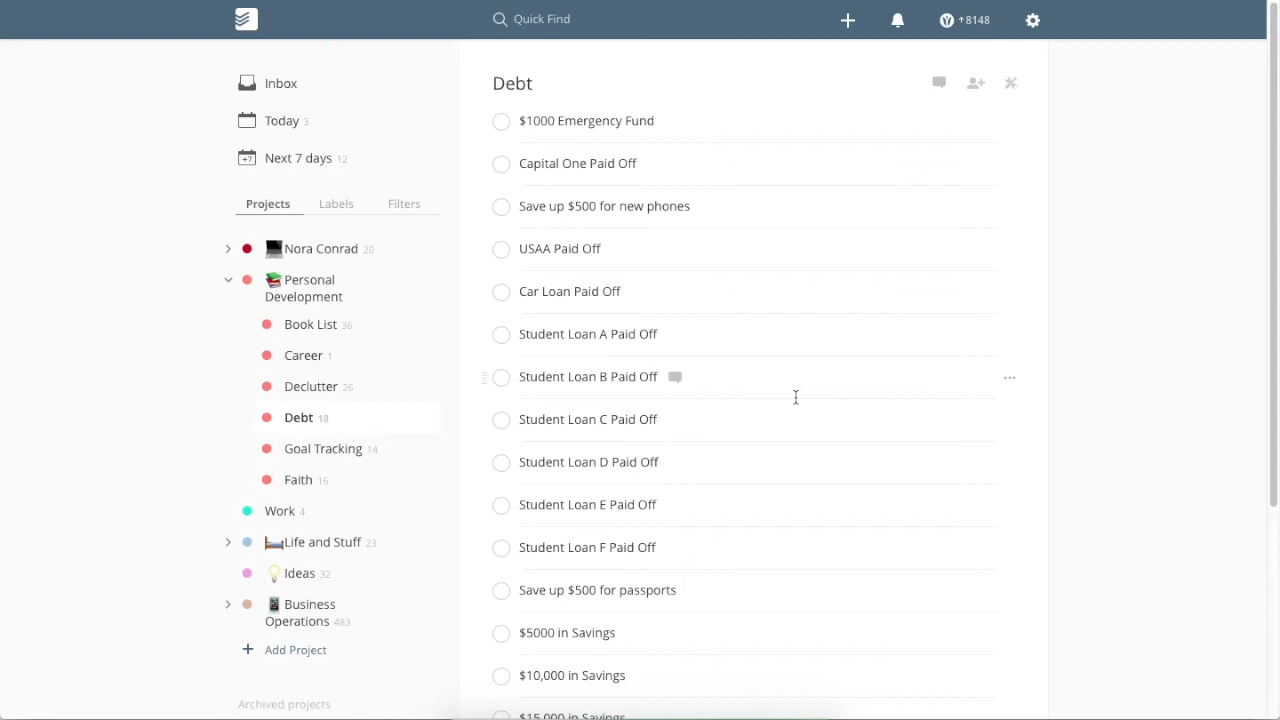 Quick Find
↑8148
Inbox
Today 3
+7 Next 7 days 12
Projects Labels Filters
Nora Conrad 20
Personal
Development
Book List 36
Career 1
Declutter 26
Debt 18
Goal Tracking 14
Faith 16
Work 4
Life and Stuff 23
Ideas 32
Business
Operations 483
+ Add Project
Archived projects
Debt
$1000 Emergency Fund
Capital One Paid Off
Save up $500 for new phones
USAA Paid Off
Car Loan Paid Off
Student Loan A Paid Off
Student Loan B Paid Off
Student Loan C Paid Off
Student Loan D Paid Off
Student Loan E Paid Off
Student Loan F Paid Off
Save up $500 for passports
$5000 in Savings
$10,000 in Savings
$15,000 in Savings